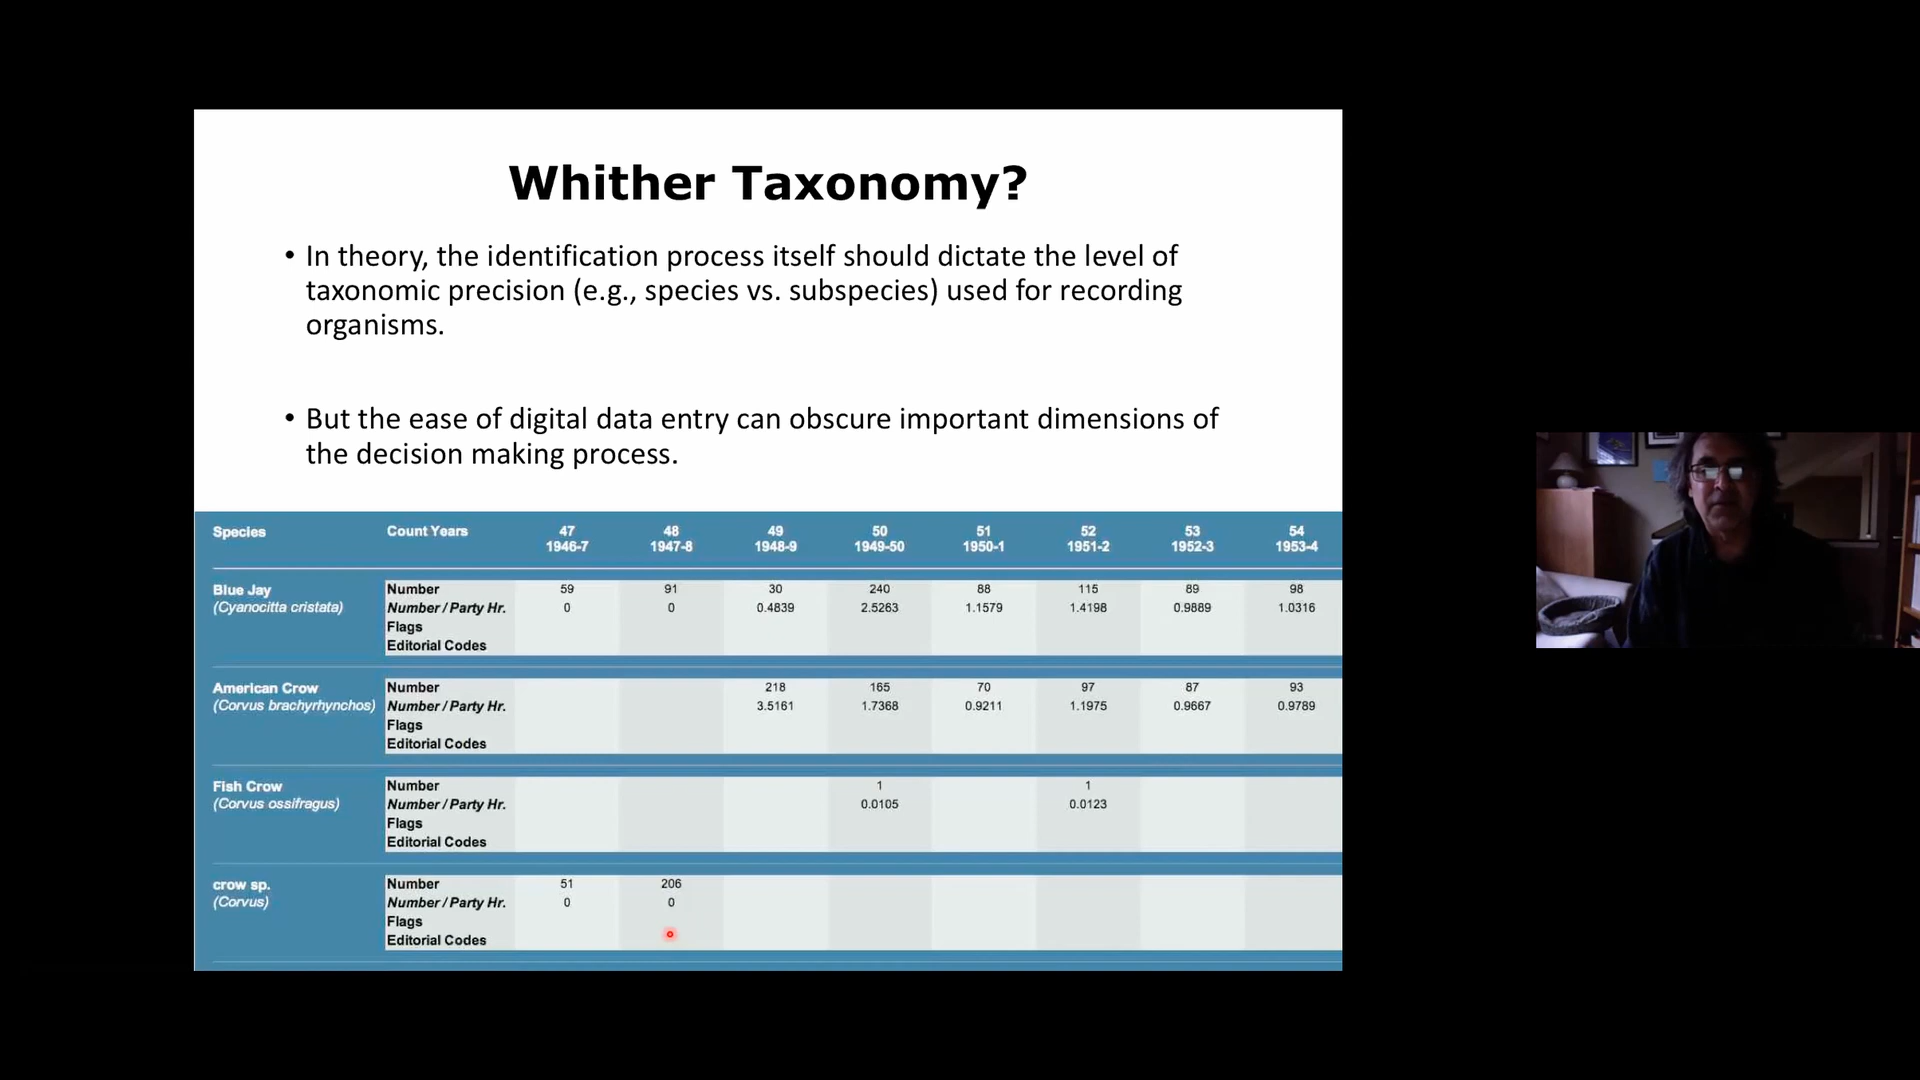 Whither Taxonomy?
• In theory, the identification process itself should dictate the level of
taxonomic precision (e.g., species vs. subspecies) used for recording
organisms.
• But the ease of digital data entry can obscure important dimensions of
the decision making process.
Species Count Years 47 48 49 50 51 52 53 54
1946-7 1947-8 1948-9 1949-50 1950-1 1951-2 1952-3 1953-4
Blue Jay Number 59 91 30 240 88 115 89 98
(Cyanocitta cristata) Number / Party Hr. 0 0 0.4839 2.5263 1.1579 1.4198 0.9889 1.0316
Flags
Editorial Codes
American Crow Number 218 165 70 97 87 93
(Corvus brachyrhynchos) Number / Party Hr. 3.5161 1.7368 0.9211 1.1975 0.9667 0.9789
Flags
Editorial Codes
Fish Crow Number 1 1
(Corvus ossifragus) Number / Party Hr. 0.0105 0.0123
Flags
Editorial Codes
crow sp. Number 51 206
(Corvus) Number / Party Hr. 0 0
Flags
Editorial Codes